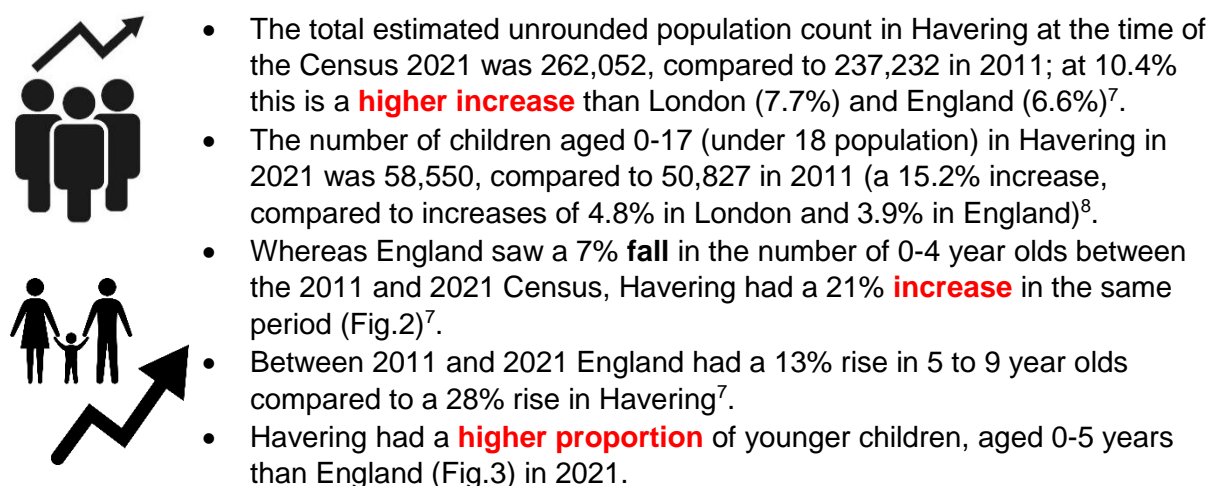 • The total estimated unrounded population count in Havering at the time of
the Census 2021 was 262,052, compared to 237,232 in 2011; at 10.4%
this is a higher increase than London (7.7%) and England (6.6%)⁷.
• The number of children aged 0-17 (under 18 population) in Havering in
2021 was 58,550, compared to 50,827 in 2011 (a 15.2% increase,
compared to increases of 4.8% in London and 3.9% in England)⁸.
• Whereas England saw a 7% fall in the number of 0-4 year olds between
the 2011 and 2021 Census, Havering had a 21% increase in the same
period (Fig.2)⁷.
• Between 2011 and 2021 England had a 13% rise in 5 to 9 year olds
compared to a 28% rise in Havering⁷.
• Havering had a higher proportion of younger children, aged 0-5 years
than England (Fig.3) in 2021.